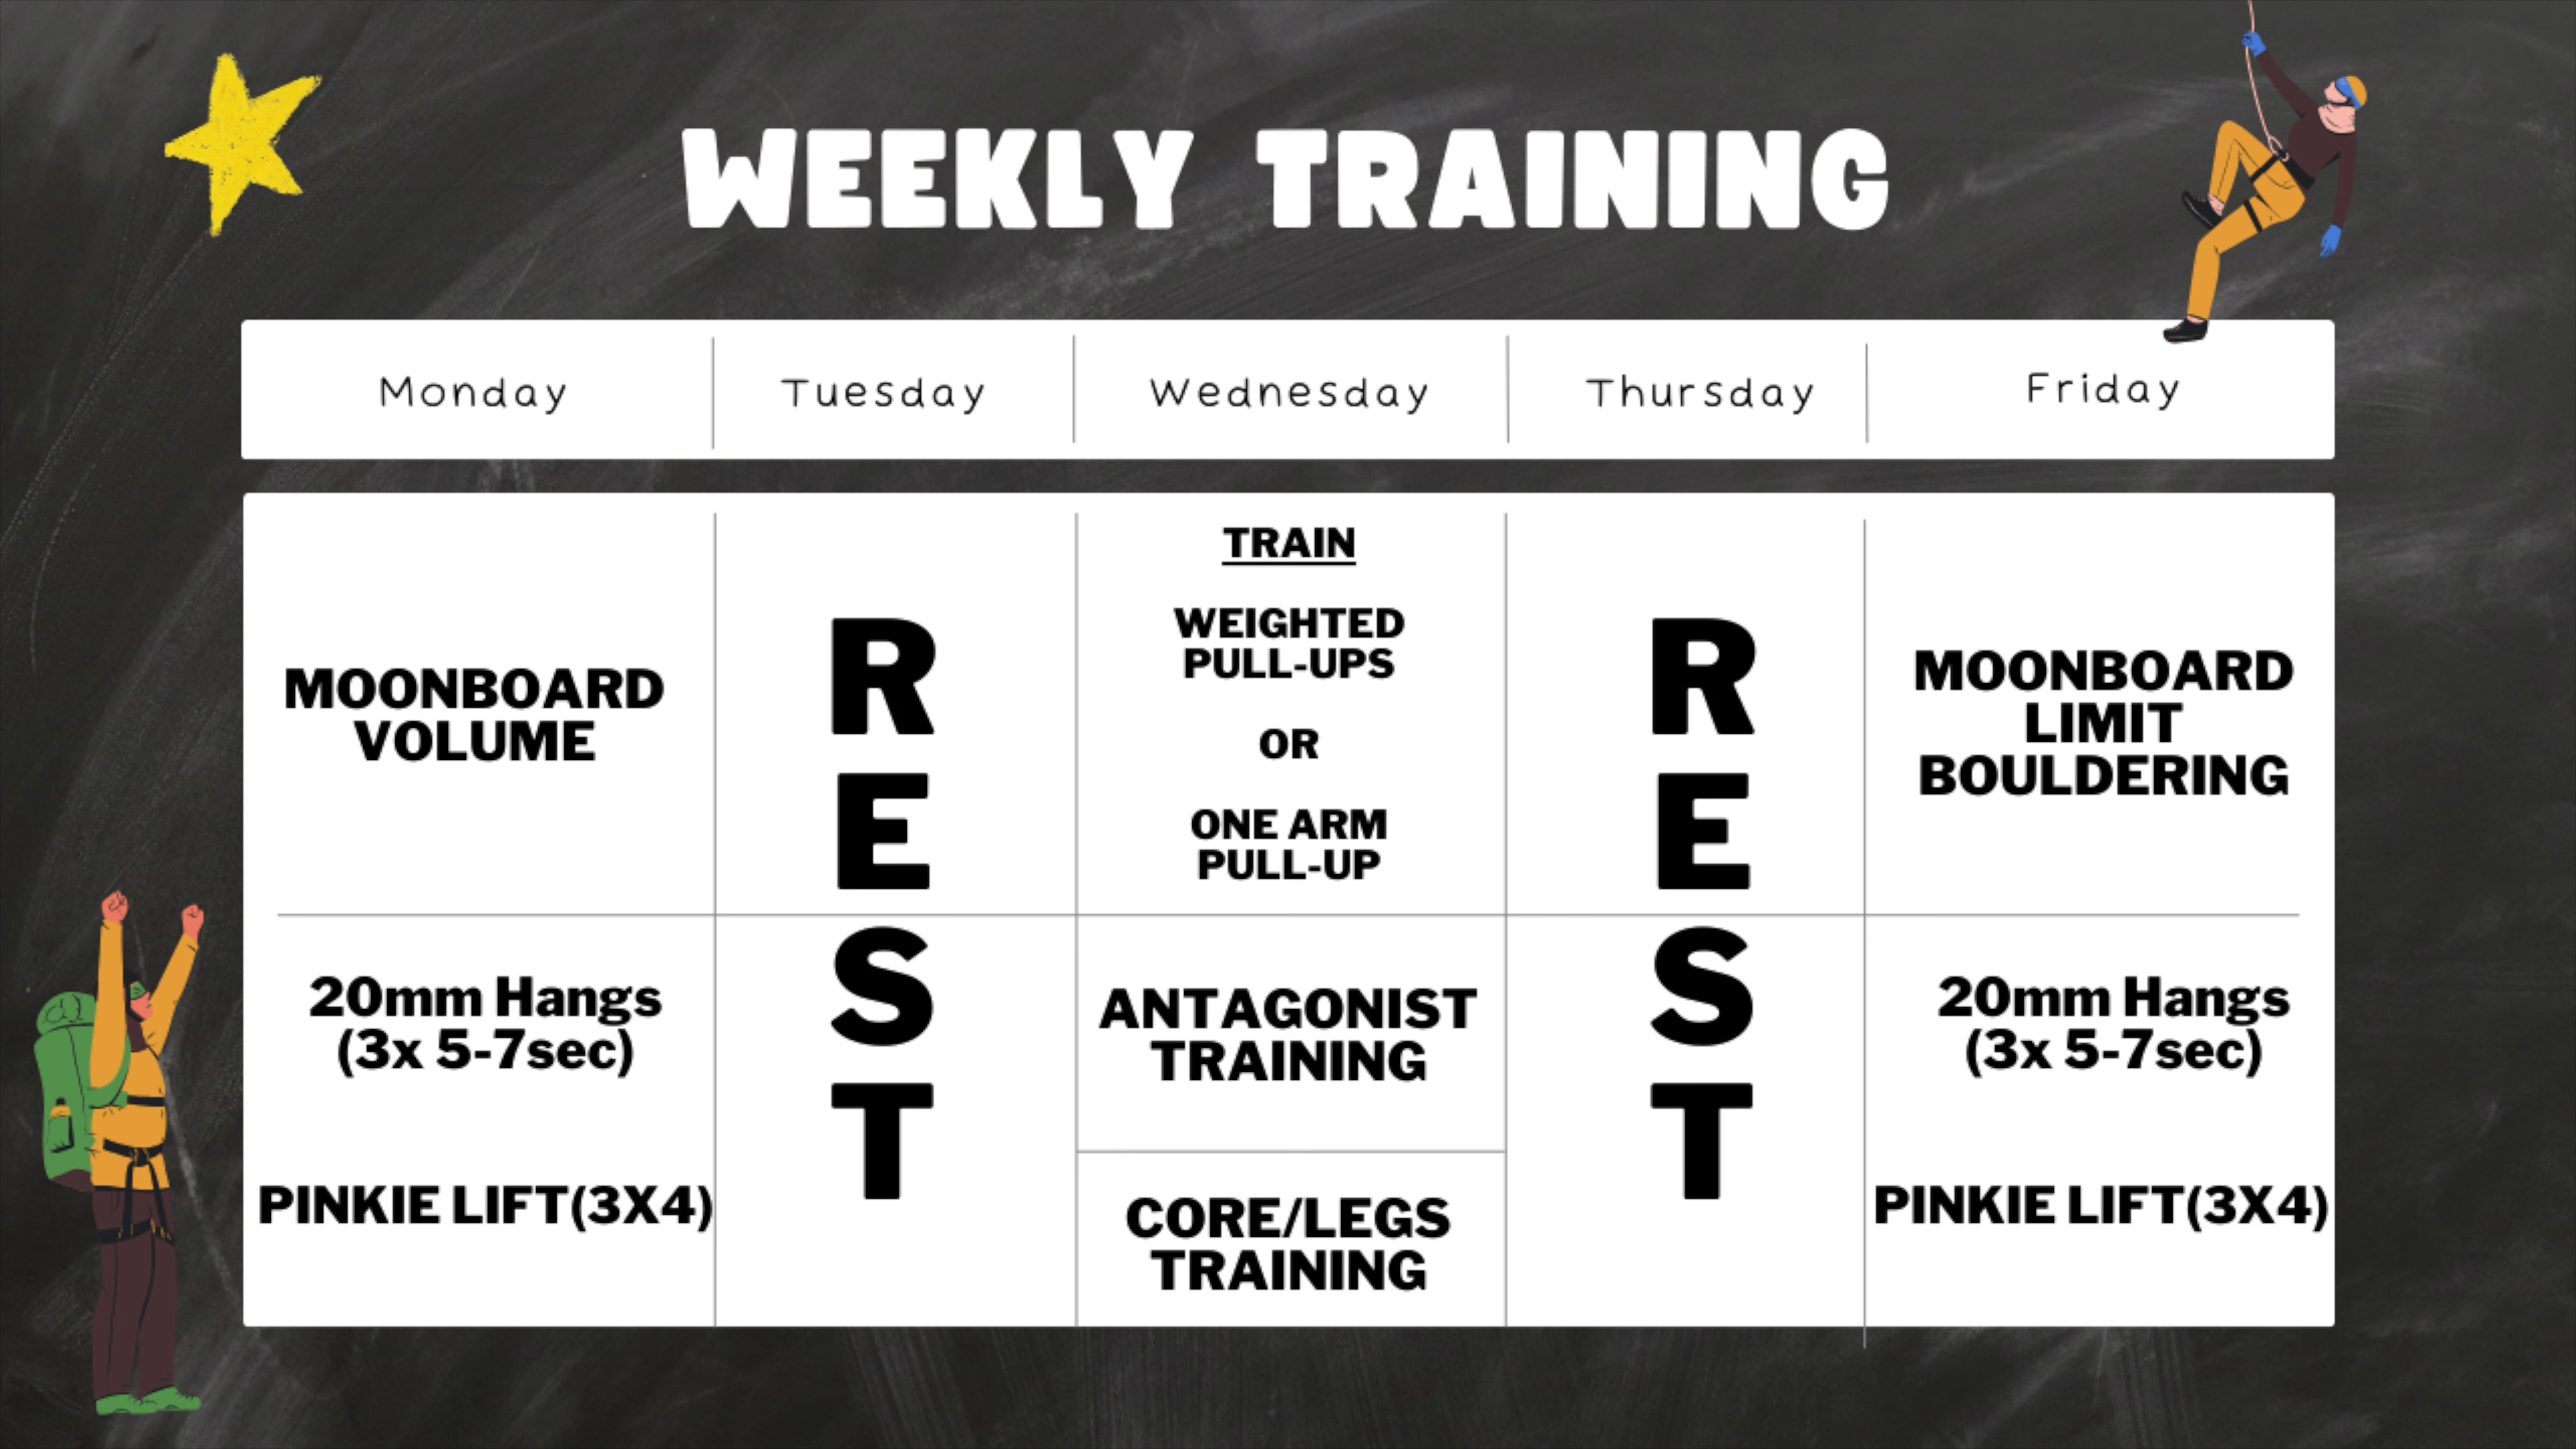 WEEKLY TRAINING
Monday
Tuesday
Wednesday
Thursday
Friday
MOONBOARD
VOLUME
20mm Hangs
(3x 5-7sec)
PINKIE LIFT(3X4)
R
E
S
T
TRAIN
WEIGHTED
PULL-UPS
OR
ONE ARM
PULL-UP
ANTAGONIST
TRAINING
CORE/LEGS
TRAINING
R
E
S
T
MOONBOARD
LIMIT
BOULDERING
20mm Hangs
(3x 5-7sec)
PINKIE LIFT(3X4)